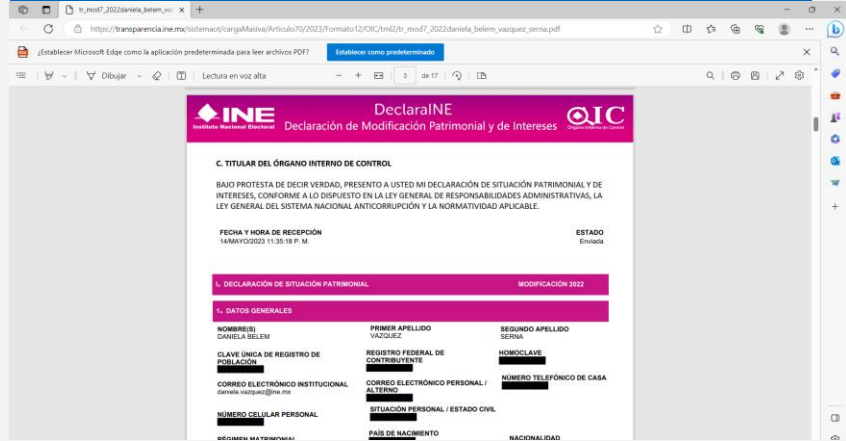 tr_mod7_2022daniela_belem_vaz
https://transparencia.ine.mx/sistemaot/cargaMasiva/Articulo70/2023/Formato12/OIC/tml2/tr_mod7_2022daniela_belem_vazquez_serna.pdf
¿Establecer Microsoft Edge como la aplicación predeterminada para leer archivos PDF? Establecer como predeterminado
Dibujar Lectura en voz alta 3 de 17
INE
Instituto Nacional Electoral
DeclaraINE
Declaración de Modificación Patrimonial y de Intereses
OIC
Órgano Interno de Control
C. TITULAR DEL ÓRGANO INTERNO DE CONTROL
BAJO PROTESTA DE DECIR VERDAD, PRESENTO A USTED MI DECLARACIÓN DE SITUACIÓN PATRIMONIAL Y DE
INTERESES, CONFORME A LO DISPUESTO EN LA LEY GENERAL DE RESPONSABILIDADES ADMINISTRATIVAS, LA
LEY GENERAL DEL SISTEMA NACIONAL ANTICORRUPCIÓN Y LA NORMATIVIDAD APLICABLE.
FECHA Y HORA DE RECEPCIÓN ESTADO
14/MAYO/2023 11:35:18 P. M. Enviada
I. DECLARACIÓN DE SITUACIÓN PATRIMONIAL MODIFICACIÓN 2022
1. DATOS GENERALES
NOMBRE(S) PRIMER APELLIDO SEGUNDO APELLIDO
DANIELA BELEM VAZQUEZ SERNA
CLAVE ÚNICA DE REGISTRO DE
POBLACIÓN
REGISTRO FEDERAL DE
CONTRIBUYENTE
HOMOCLAVE
CORREO ELECTRÓNICO INSTITUCIONAL
daniela.vazquez@ine.mx
CORREO ELECTRÓNICO PERSONAL /
ALTERNO
NÚMERO TELEFÓNICO DE CASA
NÚMERO CELULAR PERSONAL
SITUACIÓN PERSONAL / ESTADO CIVIL
RÉGIMEN MATRIMONIAL
PAÍS DE NACIMIENTO
NACIONALIDAD